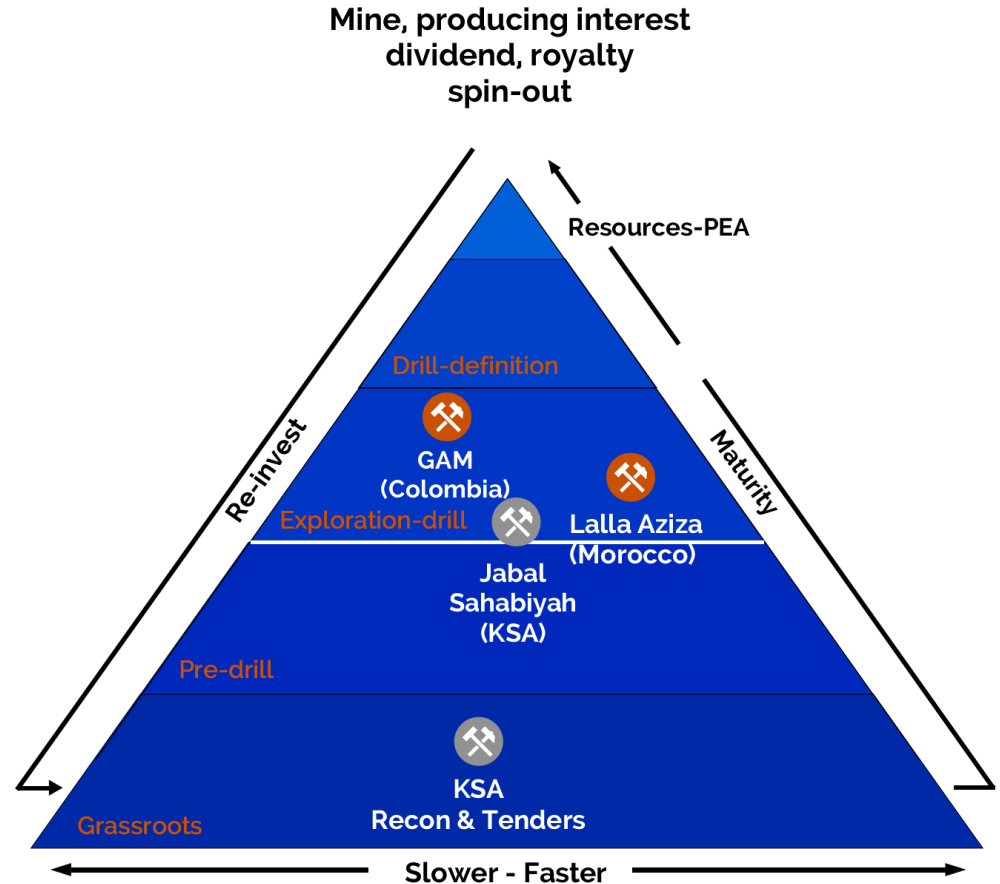 Mine, producing interest
dividend, royalty
spin-out
Resources-PEA
Drill-definition
Re-invest
Maturity
GAM
(Colombia)
Exploration-drill
Lalla Aziza
(Morocco)
Jabal
Sahabiyah
(KSA)
Pre-drill
KSA
Recon & Tenders
Grassroots
Slower - Faster